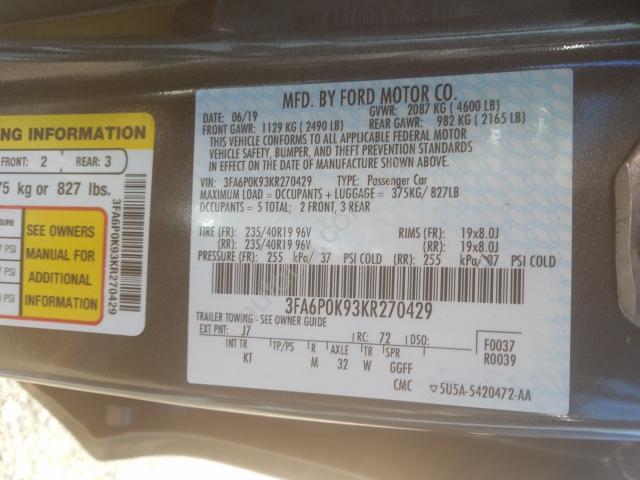 NG INFORMATION
FRONT: 2 REAR: 3
75 kg or 827 lbs.
SEE OWNERS
MANUAL FOR
ADDITIONAL
INFORMATION
3FA6P0K93KR270429
MFD. BY FORD MOTOR CO.
DATE: 06/19 GVWR: 2087 KG ( 4600 LB)
FRONT GAWR: 1129 KG ( 2490 LB) REAR GAWR: 982 KG ( 2165 LB)
THIS VEHICLE CONFORMS TO ALL APPLICABLE FEDERAL MOTOR
VEHICLE SAFETY, BUMPER, AND THEFT PREVENTION STANDARDS
IN EFFECT ON THE DATE OF MANUFACTURE SHOWN ABOVE.
VIN: 3FA6P0K93KR270429 TYPE: Passenger Car
MAXIMUM LOAD = OCCUPANTS + LUGGAGE = 375KG/ 827LB
OCCUPANTS = 5 TOTAL; 2 FRONT, 3 REAR
TIRE (FR): 235/40R19 96V RIMS (FR): 19x8.0J
(RR): 235/40R19 96V (RR): 19x8.0J
PRESSURE (FR): 255 kPa/ 37 PSI COLD (RR): 255 kPa/ 37 PSI COLD
3FA6P0K93KR270429
TRAILER TOWING - SEE OWNER GUIDE
EXT PNT: J7 RC: 72 DSO: F0037
INT TR TP/PS R AXLE TR SPR R0039
KT M 32 W GGFF
CMC 5U5A-5420472-AA